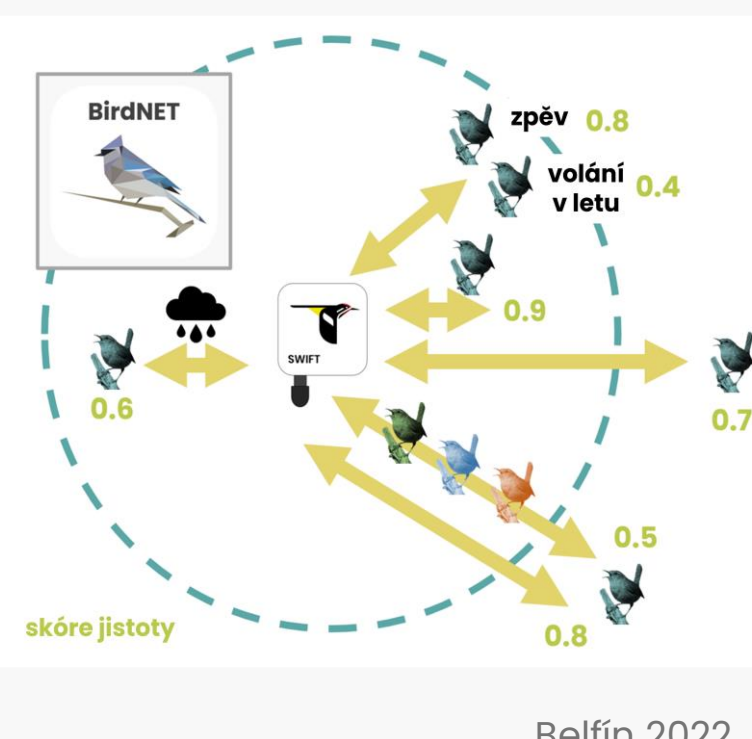 BirdNET
zpěv 0.8
volání
v letu
0.4
0.9
SWIFT
0.6
0.7
0.5
0.8
skóre jistoty
Belfín 2022